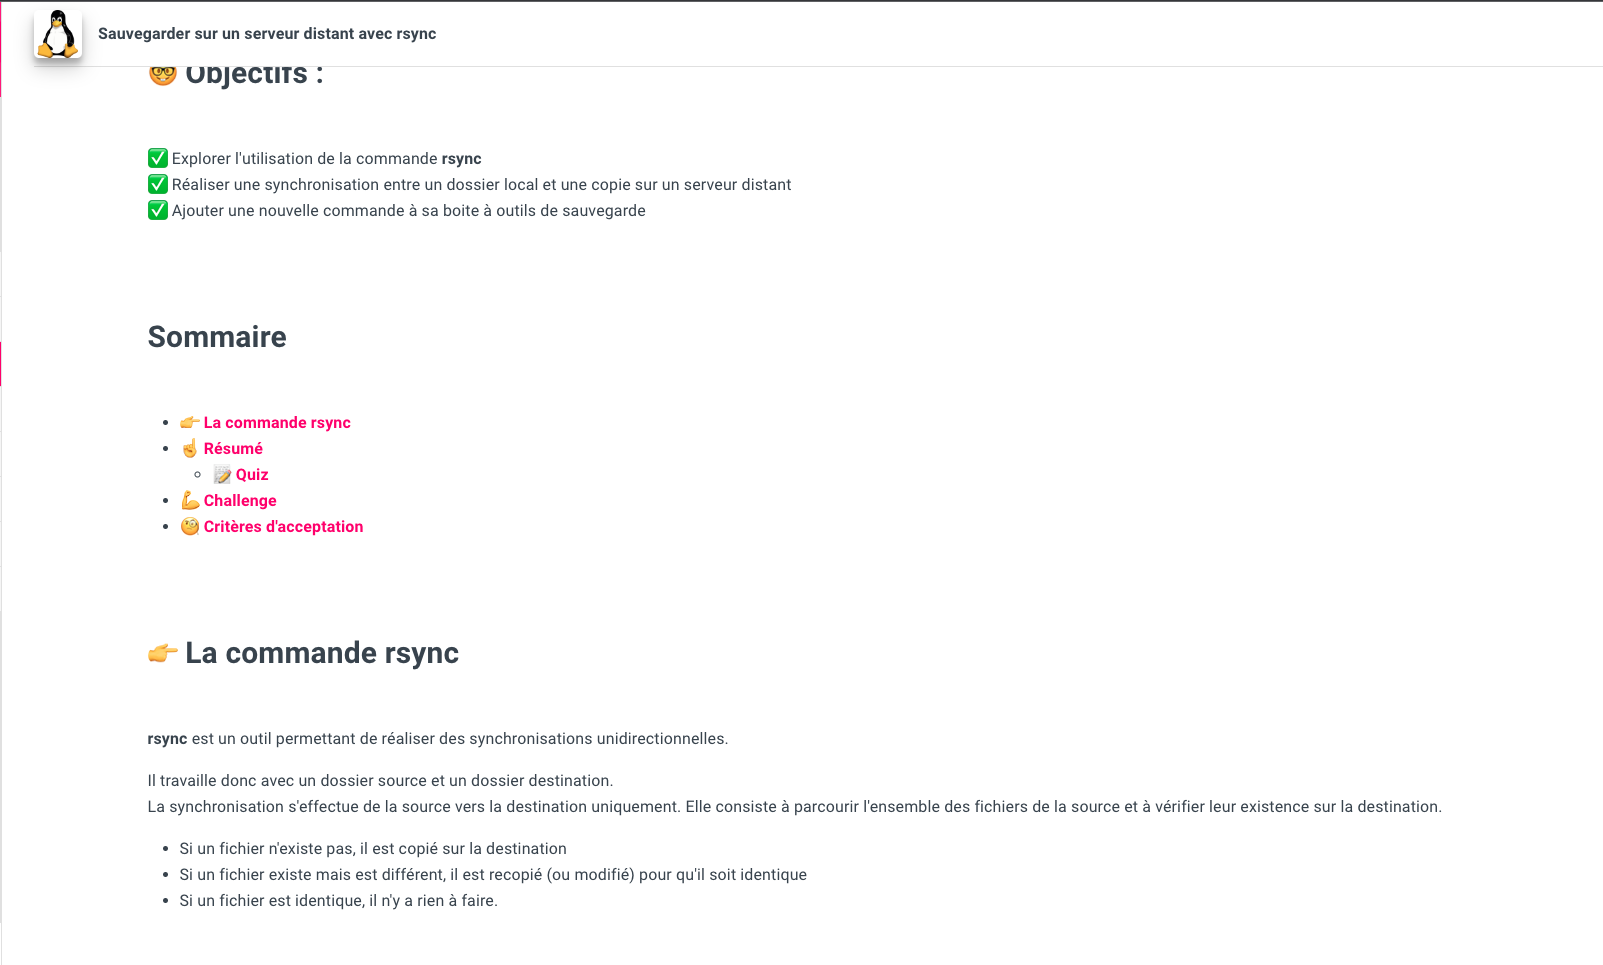 Sauvegarder sur un serveur distant avec rsync
🤓 Objectifs :
✅ Explorer l'utilisation de la commande rsync
✅ Réaliser une synchronisation entre un dossier local et une copie sur un serveur distant
✅ Ajouter une nouvelle commande à sa boite à outils de sauvegarde
Sommaire
• 👉 La commande rsync
• ☝️ Résumé
◦ 📝 Quiz
• 💪 Challenge
• 🧐 Critères d'acceptation
👉 La commande rsync
rsync est un outil permettant de réaliser des synchronisations unidirectionnelles.
Il travaille donc avec un dossier source et un dossier destination.
La synchronisation s'effectue de la source vers la destination uniquement. Elle consiste à parcourir l'ensemble des fichiers de la source et à vérifier leur existence sur la destination.
• Si un fichier n'existe pas, il est copié sur la destination
• Si un fichier existe mais est différent, il est recopié (ou modifié) pour qu'il soit identique
• Si un fichier est identique, il n'y a rien à faire.